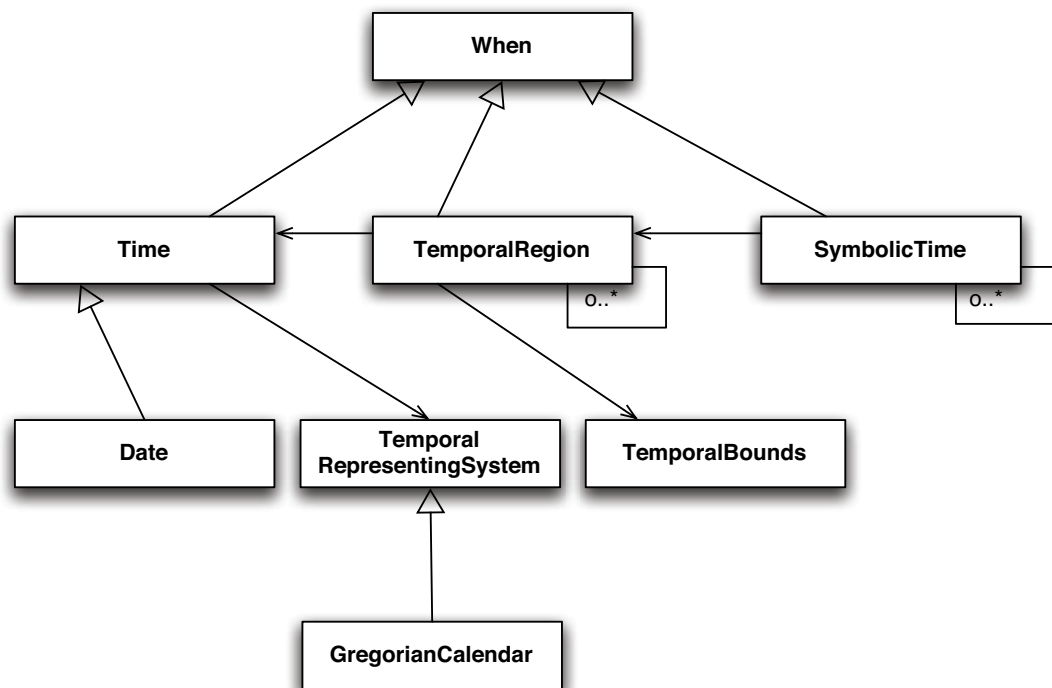 When
Time
TemporalRegion
SymbolicTime
o..*
o..*
Date
Temporal
RepresentingSystem
TemporalBounds
GregorianCalendar